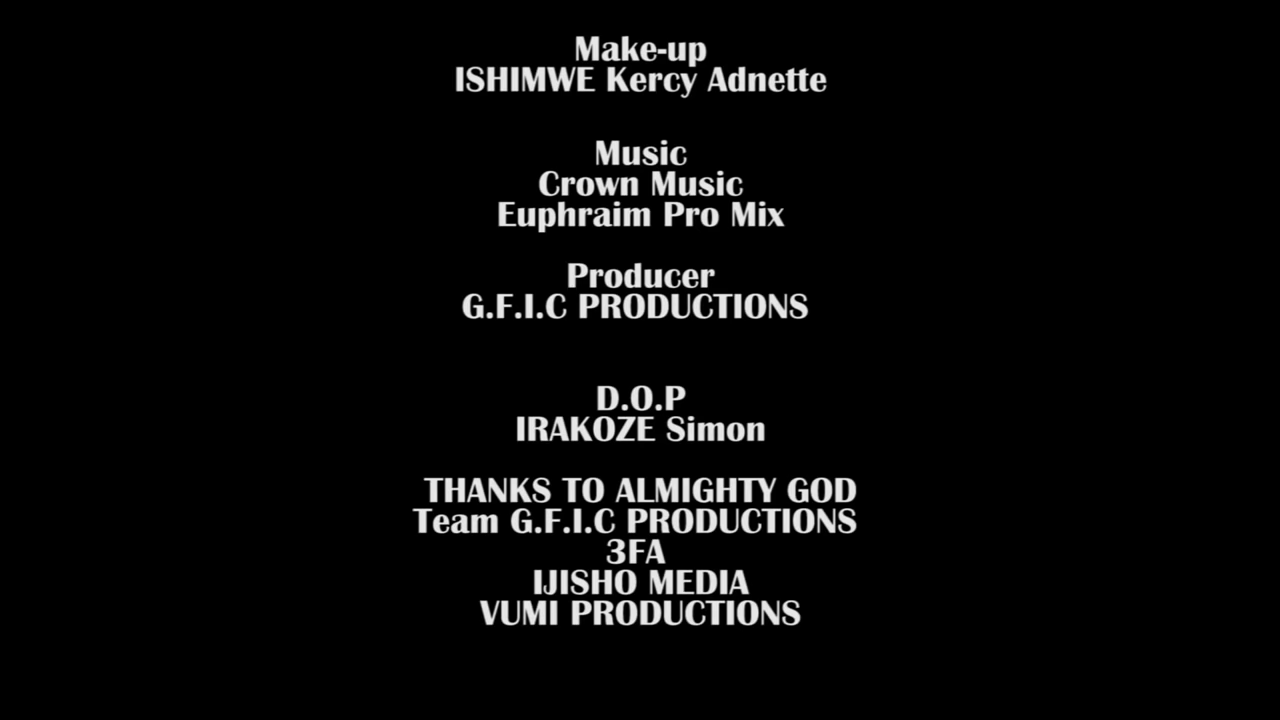 Make-up
ISHIMWE Kercy Adnette
Music
Crown Music
Euphraim Pro Mix
Producer
G.F.I.C PRODUCTIONS
D.O.P
IRAKOZE Simon
THANKS TO ALMIGHTY GOD
Team G.F.I.C PRODUCTIONS
3FA
IJISHO MEDIA
VUMI PRODUCTIONS